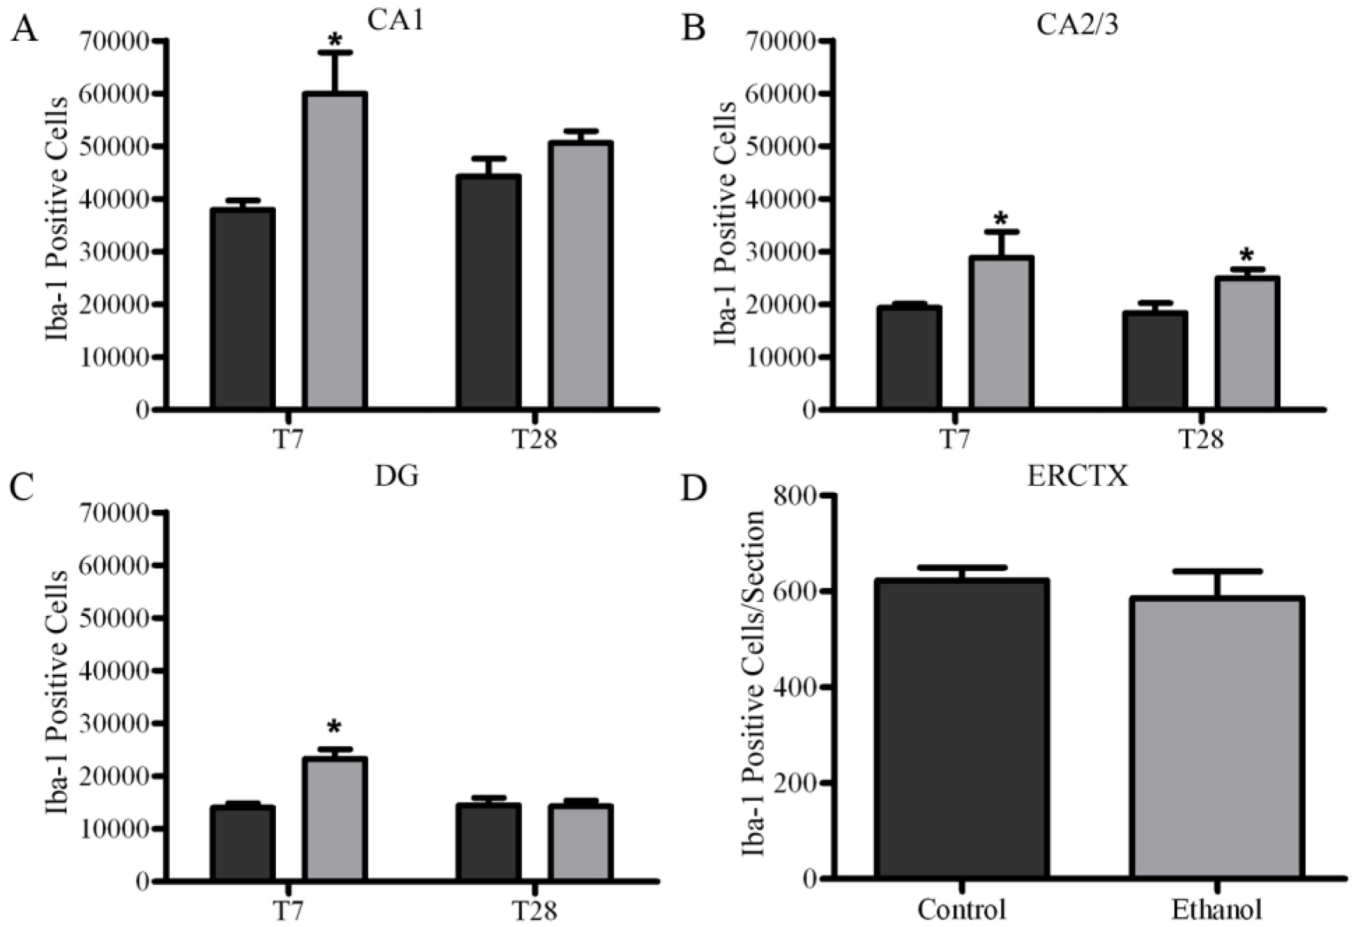 A
CA1
70000
60000
50000
40000
30000
20000
10000
0
Iba-1 Positive Cells
*
T7
T28
B
CA2/3
70000
60000
50000
40000
30000
20000
10000
0
Iba-1 Positive Cells
*
*
T7
T28
C
DG
70000
60000
50000
40000
30000
20000
10000
0
Iba-1 Positive Cells
*
T7
T28
D
ERCTX
800
600
400
200
0
Iba-1 Positive Cells/Section
Control
Ethanol